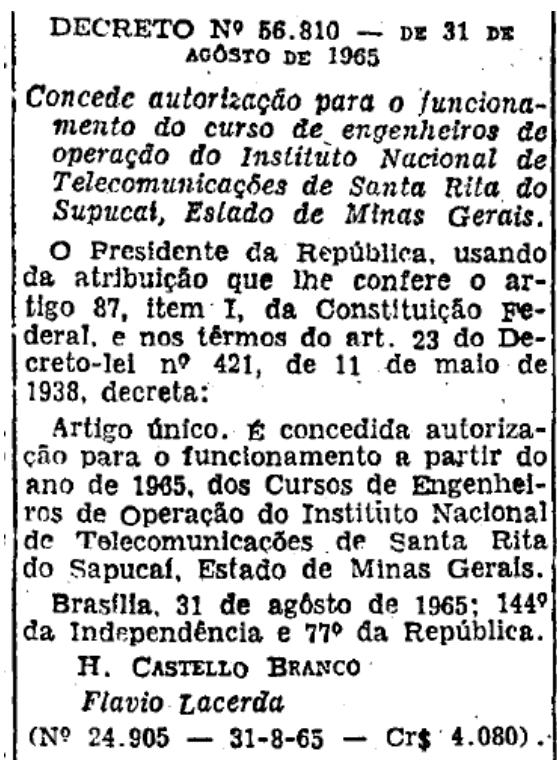 DECRETO Nº 56.810 — DE 31 DE
AGÔSTO DE 1965
Concede autorização para o funciona-
mento do curso de engenheiros de
operação do Instituto Nacional de
Telecomunicações de Santa Rita do
Supucaí, Estado de Minas Gerais.
O Presidente da República, usando
da atribuição que lhe confere o ar-
tigo 87, item I, da Constituição Fe-
deral, e nos têrmos do art. 23 do De-
creto-lei nº 421, de 11 de maio de
1938, decreta:
Artigo único. É concedida autoriza-
ção para o funcionamento a partir do
ano de 1965, dos Cursos de Engenhei-
ros de Operação do Instituto Nacional
de Telecomunicações de Santa Rita
do Sapucaí, Estado de Minas Gerais.
Brasília, 31 de agôsto de 1965; 144º
da Independência e 77º da República.
H. CASTELLO BRANCO
Flavio Lacerda
(Nº 24.905 — 31-8-65 — Cr$ 4.080).